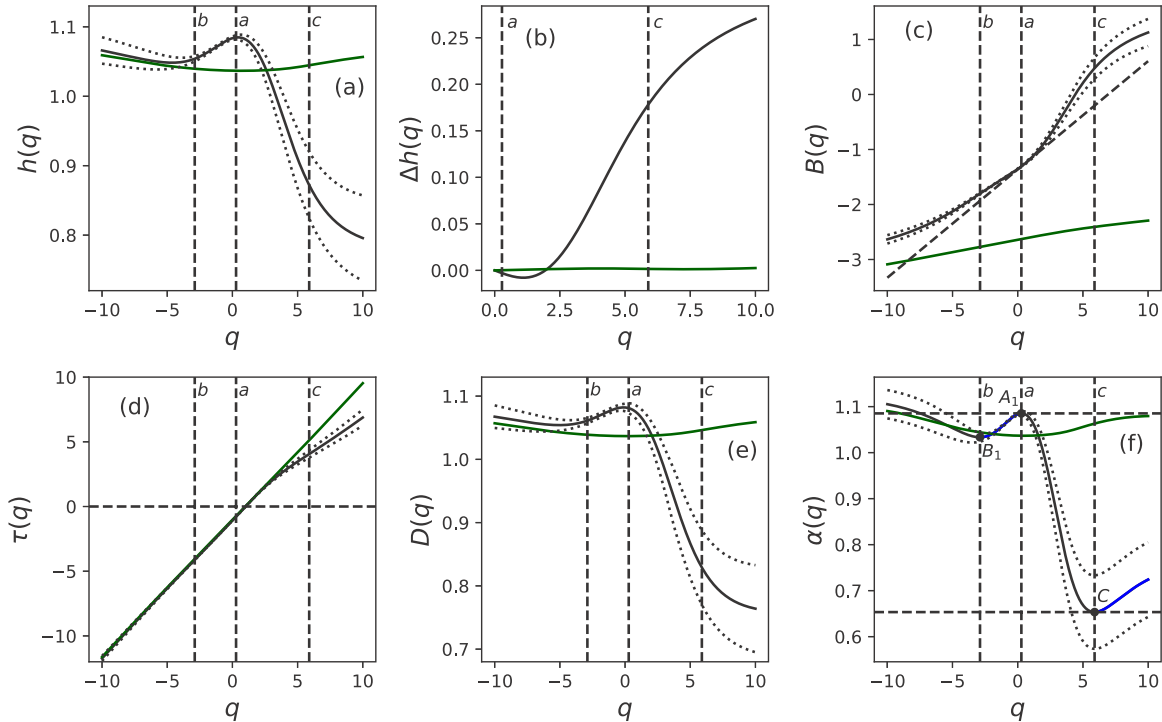 b a
(a)
h(q)
1.1
1.0
0.9
0.8
−10 −5 0 5 10
q
a c
(b)
Δh(q)
0.25
0.20
0.15
0.10
0.05
0.00
0.0 2.5 5.0 7.5 10.0
q
b a c
(c)
B(q)
1
0
−1
−2
−3
−10 −5 0 5 10
q
b a c
(d)
τ(q)
10
5
0
−5
−10
−10 −5 0 5 10
q
b a c
(e)
D(q)
1.1
1.0
0.9
0.8
0.7
−10 −5 0 5 10
q
b a c
A₁
B₁
C
(f)
α(q)
1.1
1.0
0.9
0.8
0.7
0.6
−10 −5 0 5 10
q